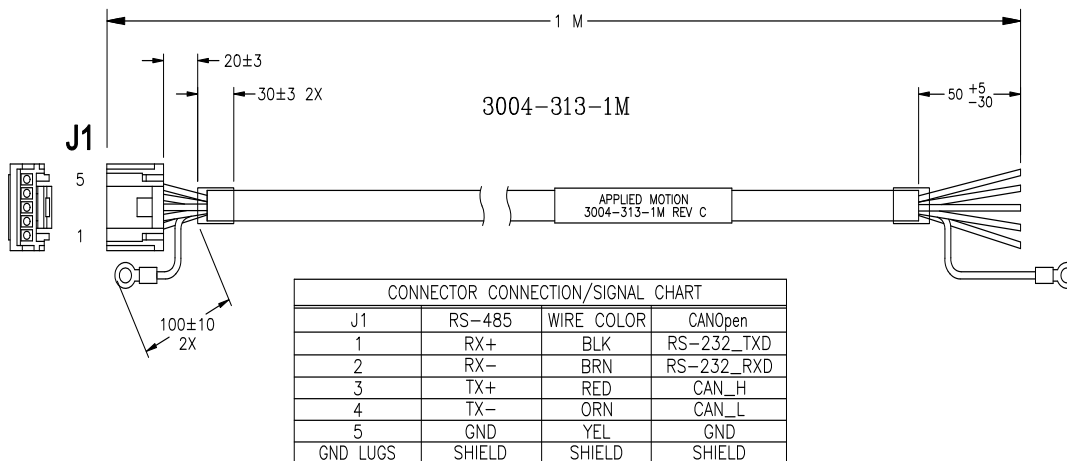 1 M
20±3
30±3 2X
3004-313-1M
50 +5 -30
J1
5
1
APPLIED MOTION
3004-313-1M REV C
100±10
2X
CONNECTOR CONNECTION/SIGNAL CHART
J1 RS-485 WIRE COLOR CANOpen
1 RX+ BLK RS-232_TXD
2 RX- BRN RS-232_RXD
3 TX+ RED CAN_H
4 TX- ORN CAN_L
5 GND YEL GND
GND LUGS SHIELD SHIELD SHIELD